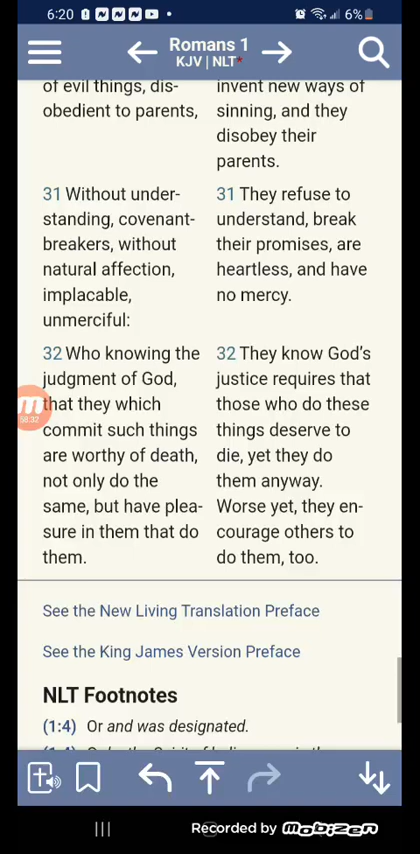 6:20
6%
Romans 1
KJV | NLT*
of evil things, dis-
obedient to parents,
31 Without under-
standing, covenant-
breakers, without
natural affection,
implacable,
unmerciful:
32 Who knowing the
judgment of God,
that they which
commit such things
are worthy of death,
not only do the
same, but have plea-
sure in them that do
them.
invent new ways of
sinning, and they
disobey their
parents.
31 They refuse to
understand, break
their promises, are
heartless, and have
no mercy.
32 They know God’s
justice requires that
those who do these
things deserve to
die, yet they do
them anyway.
Worse yet, they en-
courage others to
do them, too.
58:32
See the New Living Translation Preface
See the King James Version Preface
NLT Footnotes
(1:4) Or and was designated.
Recorded by mobizen